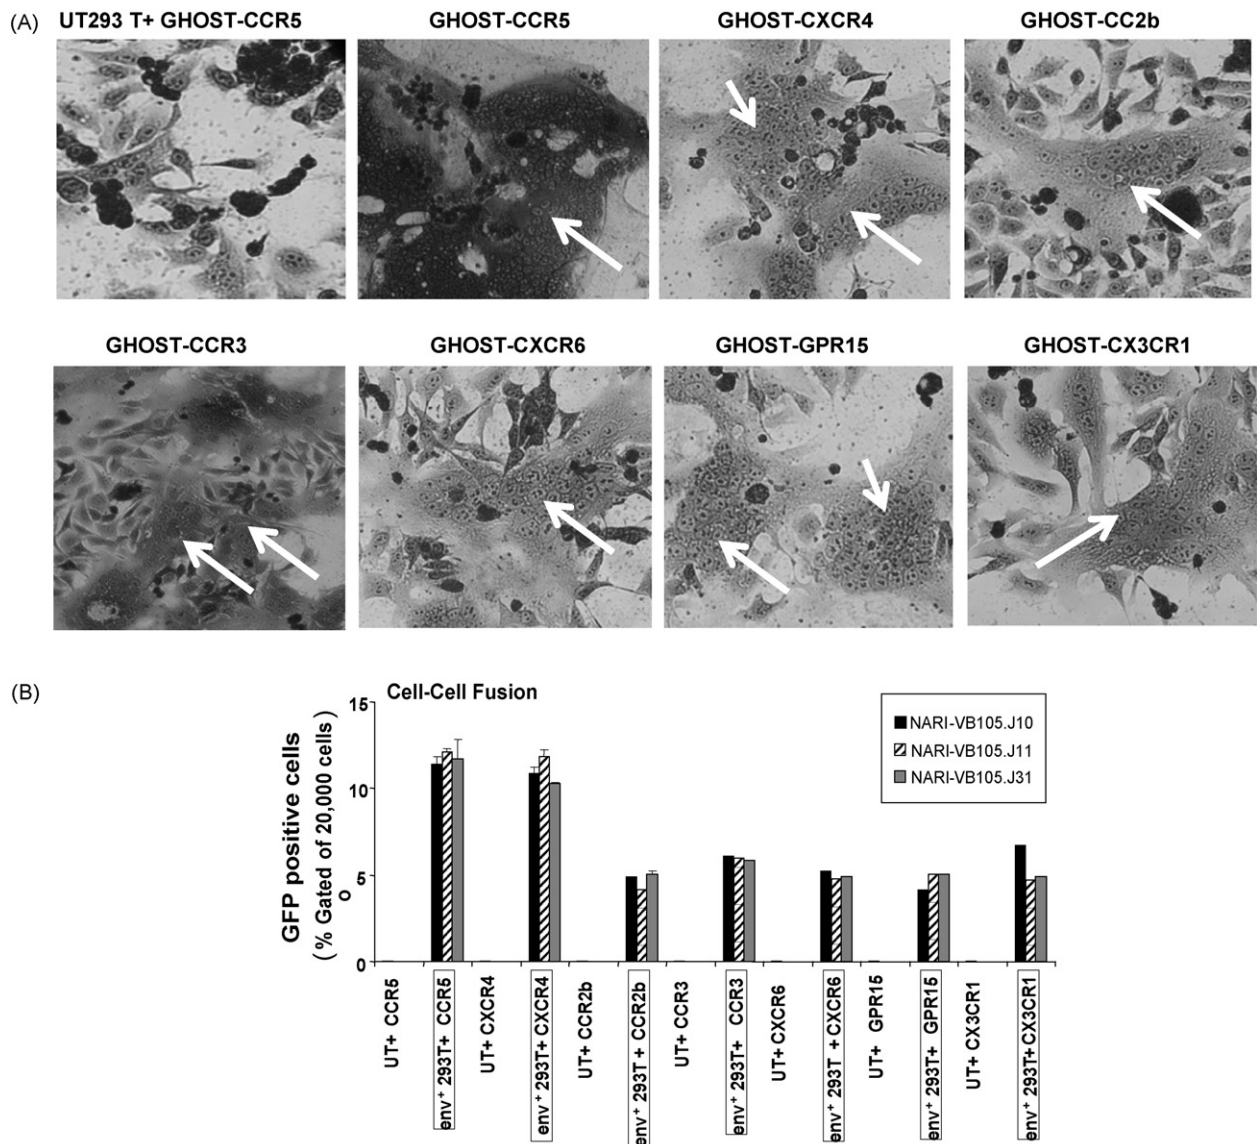 (A)
UT293 T+ GHOST-CCR5
GHOST-CCR5
GHOST-CXCR4
GHOST-CC2b
GHOST-CCR3
GHOST-CXCR6
GHOST-GPR15
GHOST-CX3CR1
(B)
Cell-Cell Fusion
15
10
5
0
o
GFP positive cells
( % Gated of 20,000 cells )
NARI-VB105.J10
NARI-VB105.J11
NARI-VB105.J31
UT+ CCR5
env+ 293T+ CCR5
UT+ CXCR4
env+ 293T+ CXCR4
UT+ CCR2b
env+ 293T + CCR2b
UT+ CCR3
env+ 293T+ CCR3
UT+ CXCR6
env+ 293T + CXCR6
UT+ GPR15
env+ 293T+ GPR15
UT+ CX3CR1
env+ 293T+ CX3CR1